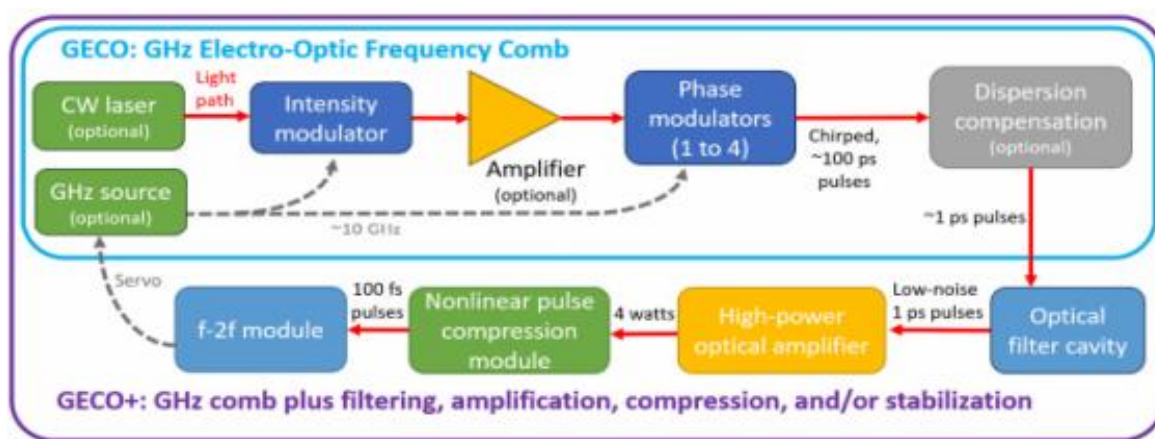 GECO: GHz Electro-Optic Frequency Comb
CW laser
(optional)
Light
path
Intensity
modulator
Amplifier
(optional)
Phase
modulators
(1 to 4)
Chirped,
~100 ps
pulses
Dispersion
compensation
(optional)
GHz source
(optional)
~10 GHz
~1 ps pulses
Servo
f-2f module
100 fs
pulses
Nonlinear pulse
compression
module
4 watts
High-power
optical amplifier
Low-noise
1 ps pulses
Optical
filter cavity
GECO+: GHz comb plus filtering, amplification, compression, and/or stabilization